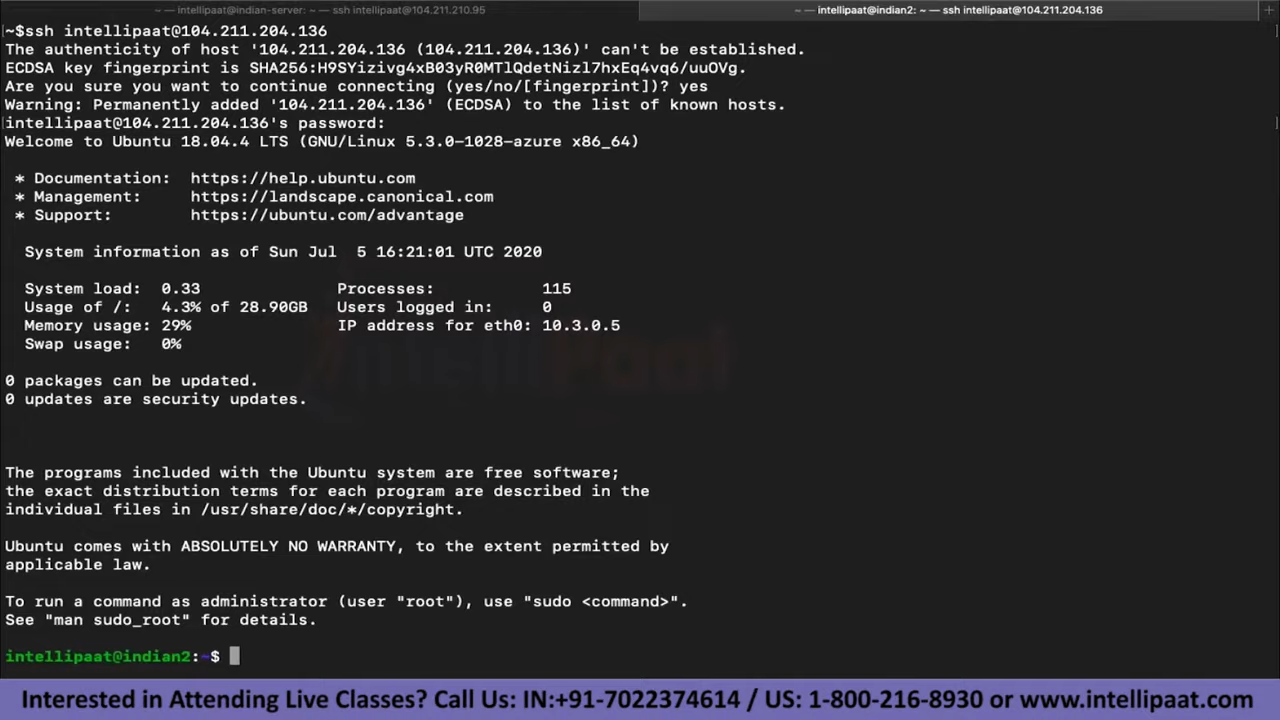 ~ — intellipaat@indian-server: ~ — ssh intellipaat@104.211.210.95
~ — intellipaat@indian2: ~ — ssh intellipaat@104.211.204.136
~$ssh intellipaat@104.211.204.136
The authenticity of host '104.211.204.136 (104.211.204.136)' can't be established.
ECDSA key fingerprint is SHA256:H9SYizivg4xB03yR0MTlQdetNizl7hxEq4vq6/uuOVg.
Are you sure you want to continue connecting (yes/no/[fingerprint])? yes
Warning: Permanently added '104.211.204.136' (ECDSA) to the list of known hosts.
intellipaat@104.211.204.136's password:
Welcome to Ubuntu 18.04.4 LTS (GNU/Linux 5.3.0-1028-azure x86_64)
* Documentation: https://help.ubuntu.com
* Management: https://landscape.canonical.com
* Support: https://ubuntu.com/advantage
System information as of Sun Jul 5 16:21:01 UTC 2020
System load: 0.33 Processes: 115
Usage of /: 4.3% of 28.90GB Users logged in: 0
Memory usage: 29% IP address for eth0: 10.3.0.5
Swap usage: 0%
0 packages can be updated.
0 updates are security updates.
IntelliPaat
The programs included with the Ubuntu system are free software;
the exact distribution terms for each program are described in the
individual files in /usr/share/doc/*/copyright.
Ubuntu comes with ABSOLUTELY NO WARRANTY, to the extent permitted by
applicable law.
To run a command as administrator (user "root"), use "sudo <command>".
See "man sudo_root" for details.
intellipaat@indian2:~$
Interested in Attending Live Classes? Call Us: IN:+91-7022374614 / US: 1-800-216-8930 or www.intellipaat.com